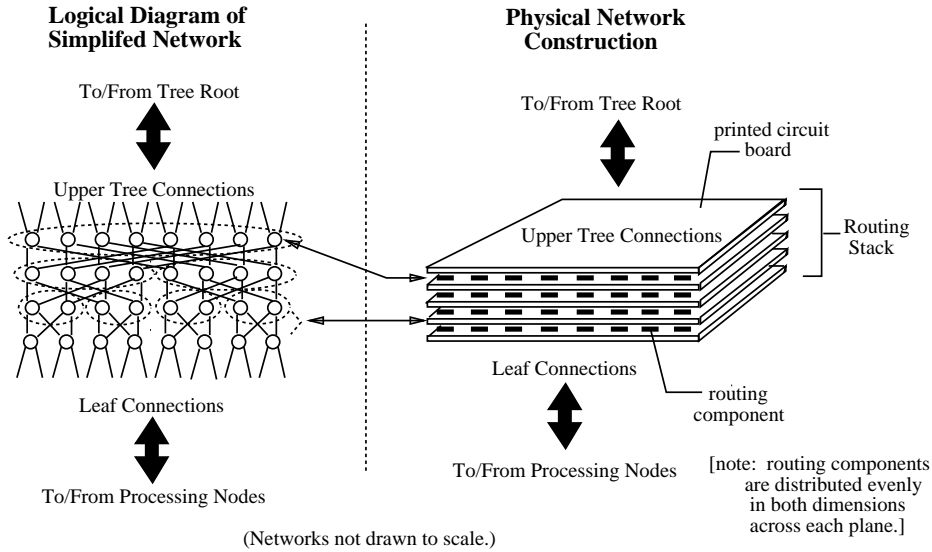 Logical Diagram of
Simplifed Network
To/From Tree Root
Upper Tree Connections
Leaf Connections
To/From Processing Nodes
Physical Network
Construction
To/From Tree Root
printed circuit
board
Upper Tree Connections
Routing
Stack
Leaf Connections
routing
component
To/From Processing Nodes
[note: routing components
are distributed evenly
in both dimensions
across each plane.]
(Networks not drawn to scale.)